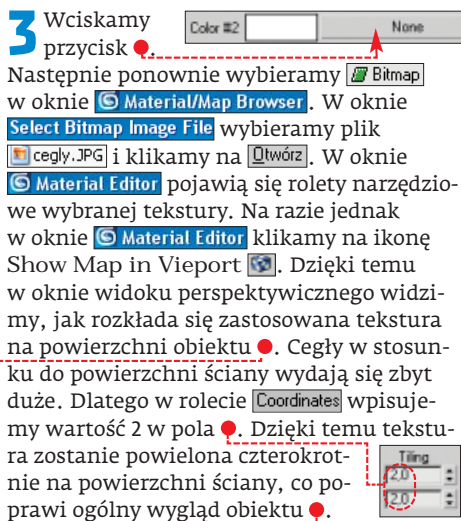 3 Wciskamy
przycisk .
Color #2 None
Następnie ponownie wybieramy Bitmap
w oknie Material/Map Browser. W oknie
Select Bitmap Image File wybieramy plik
cegly.JPG i klikamy na Otwórz. W oknie
Material Editor pojawią się rolety narzędzio-
we wybranej tekstury. Na razie jednak
w oknie Material Editor klikamy na ikonę
Show Map in Vieport . Dzięki temu
w oknie widoku perspektywicznego widzi-
my, jak rozkłada się zastosowana tekstura
na powierzchni obiektu . Cegły w stosun-
ku do powierzchni ściany wydają się zbyt
duże. Dlatego w rolecie Coordinates wpisuje-
my wartość 2 w pola . Dzięki temu tekstu-
ra zostanie powielona czterokrot-
nie na powierzchni ściany, co po-
prawi ogólny wygląd obiektu .
Tiling
2,0
2,0